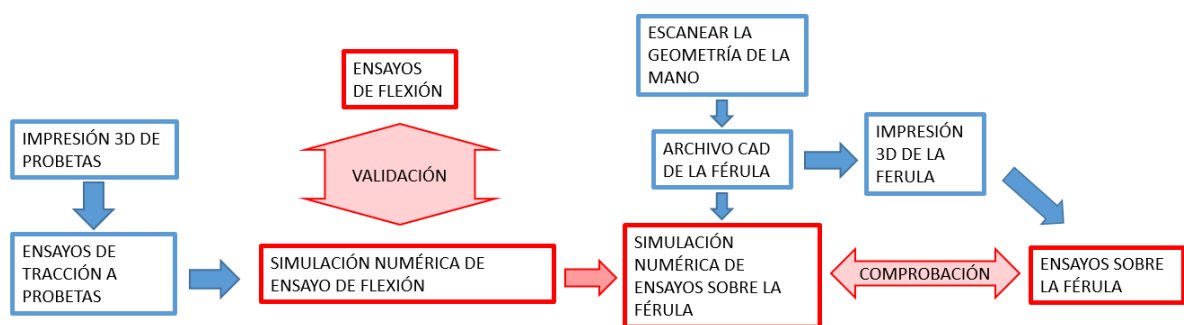 IMPRESIÓN 3D DE
PROBETAS
ENSAYOS DE
TRACCIÓN A
PROBETAS
ENSAYOS
DE FLEXIÓN
VALIDACIÓN
SIMULACIÓN NUMÉRICA DE
ENSAYO DE FLEXIÓN
ESCANEAR LA
GEOMETRÍA DE LA
MANO
ARCHIVO CAD
DE LA FÉRULA
IMPRESIÓN
3D DE LA
FERULA
SIMULACIÓN
NUMÉRICA DE
ENSAYOS SOBRE LA
FÉRULA
COMPROBACIÓN
ENSAYOS SOBRE
LA FÉRULA